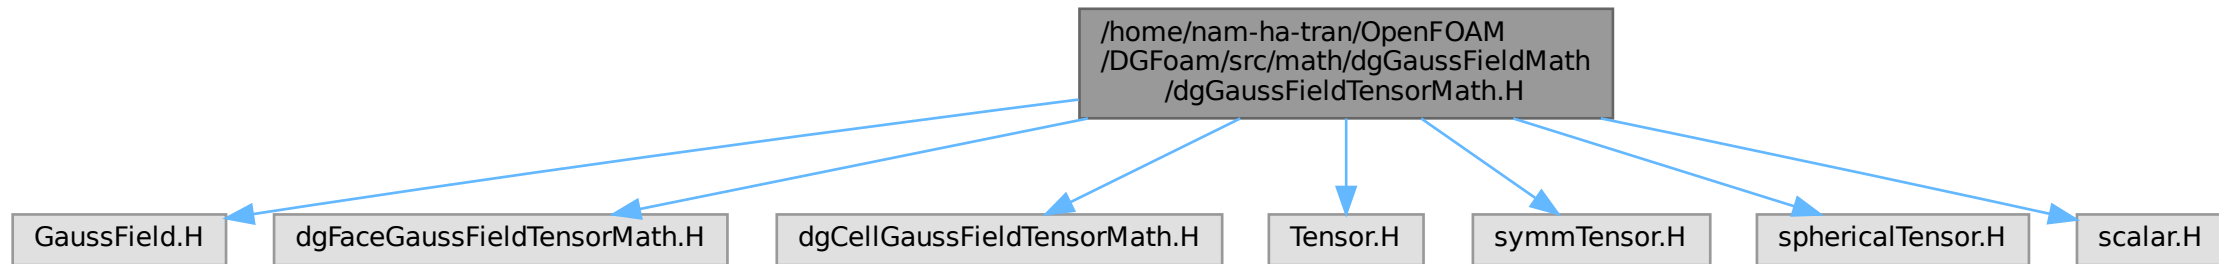 /home/nam-ha-tran/OpenFOAM
/DGFoam/src/math/dgGaussFieldMath
/dgGaussFieldTensorMath.H
GaussField.H
dgFaceGaussFieldTensorMath.H
dgCellGaussFieldTensorMath.H
Tensor.H
symmTensor.H
sphericalTensor.H
scalar.H